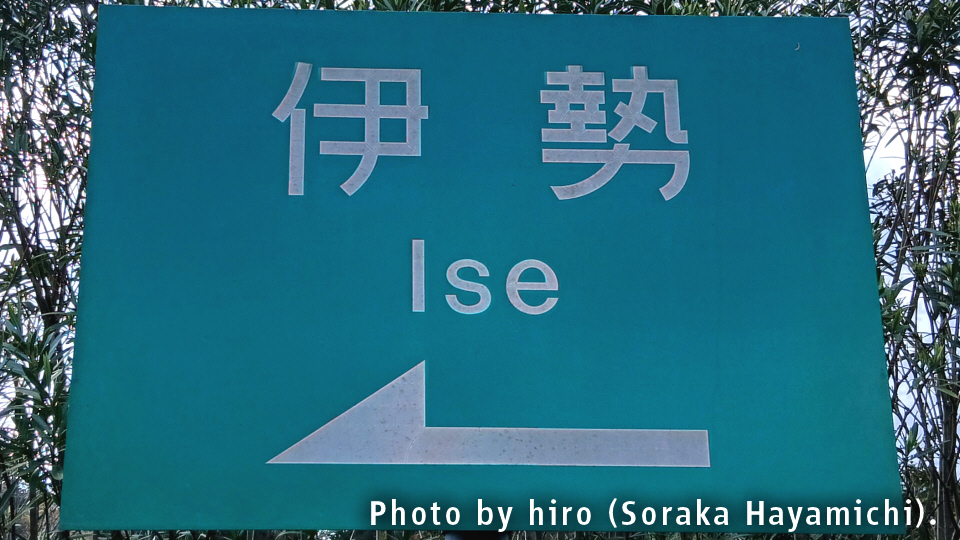 伊勢
Ise
Photo by hiro (Soraka Hayamichi).